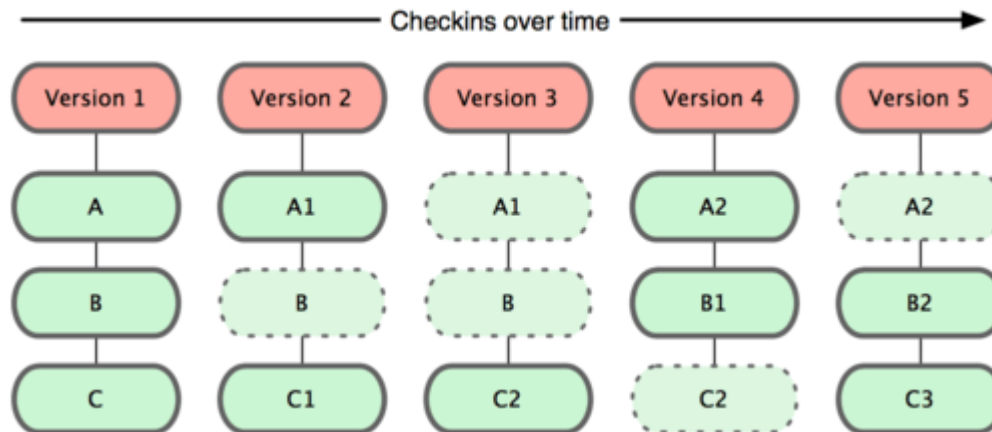 Checkins over time
Version 1 Version 2 Version 3 Version 4 Version 5
A A1 A1 A2 A2
B B B B1 B2
C C1 C2 C2 C3